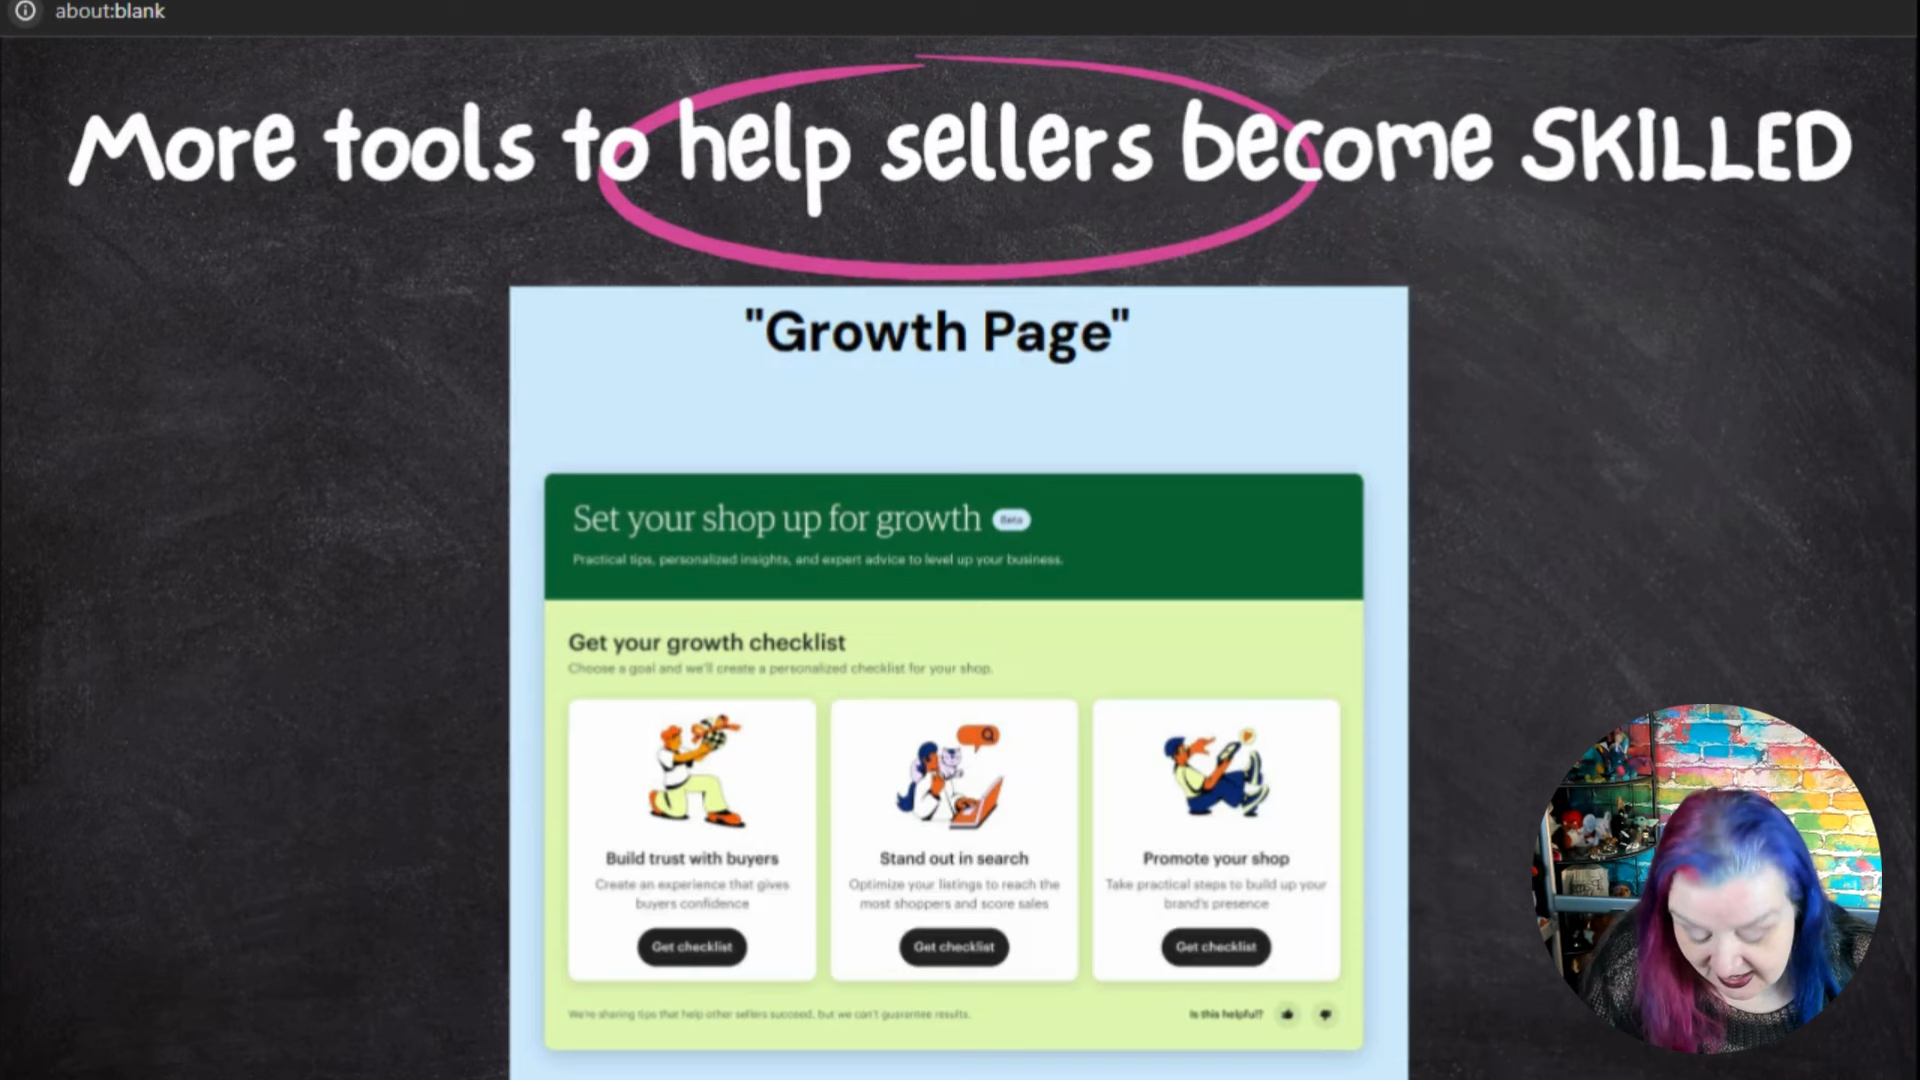 about:blank
More tools to help sellers become SKILLED
"Growth Page"
Set your shop up for growth Beta
Practical tips, personalized insights, and expert advice to level up your business.
Get your growth checklist
Choose a goal and we'll create a personalized checklist for your shop.
Build trust with buyers
Create an experience that gives
buyers confidence
Get checklist
Stand out in search
Optimize your listings to reach the
most shoppers and score sales
Get checklist
Promote your shop
Take practical steps to build up your
brand's presence
Get checklist
We're sharing tips that help other sellers succeed, but we can't guarantee results.
Is this helpful?